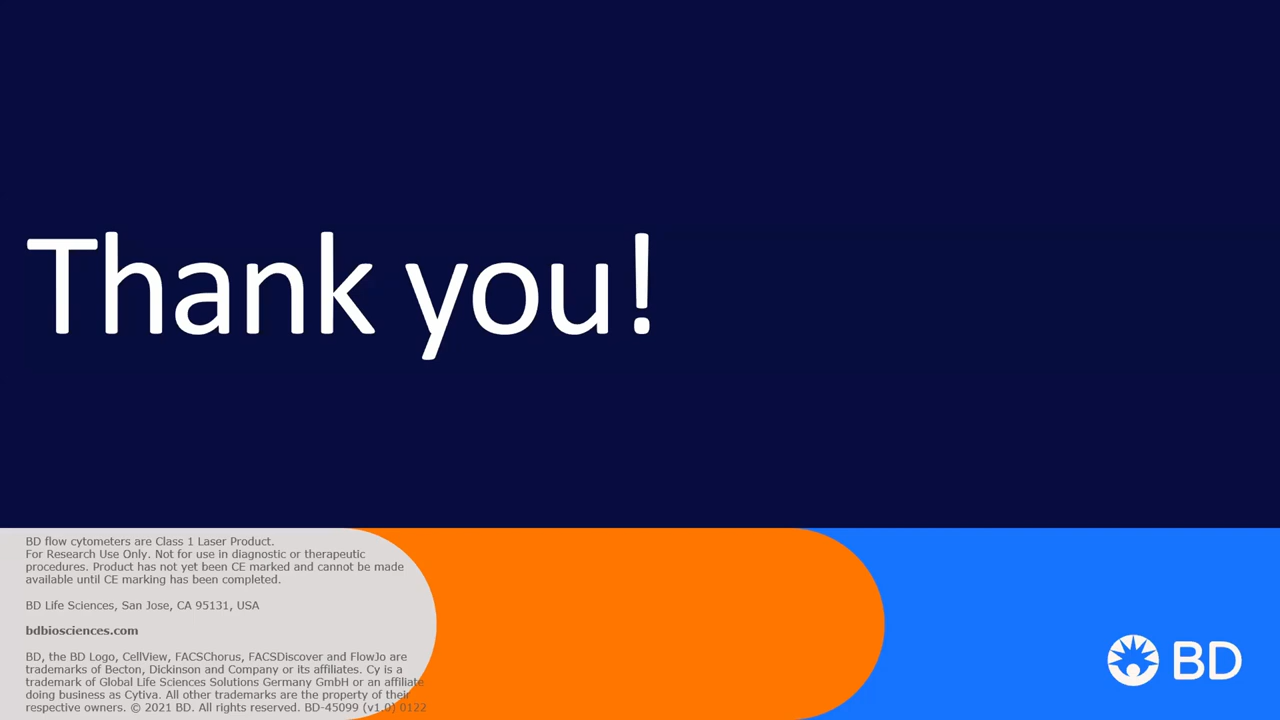 Thank you!
BD flow cytometers are Class 1 Laser Product.
For Research Use Only. Not for use in diagnostic or therapeutic
procedures. Product has not yet been CE marked and cannot be made
available until CE marking has been completed.
BD Life Sciences, San Jose, CA 95131, USA
bdbiosciences.com
BD, the BD Logo, CellView, FACSChorus, FACSDiscover and FlowJo are
trademarks of Becton, Dickinson and Company or its affiliates. Cy is a
trademark of Global Life Sciences Solutions Germany GmbH or an affiliate
doing business as Cytiva. All other trademarks are the property of their
respective owners. © 2021 BD. All rights reserved. BD-45099 (v1.0) 0122
BD